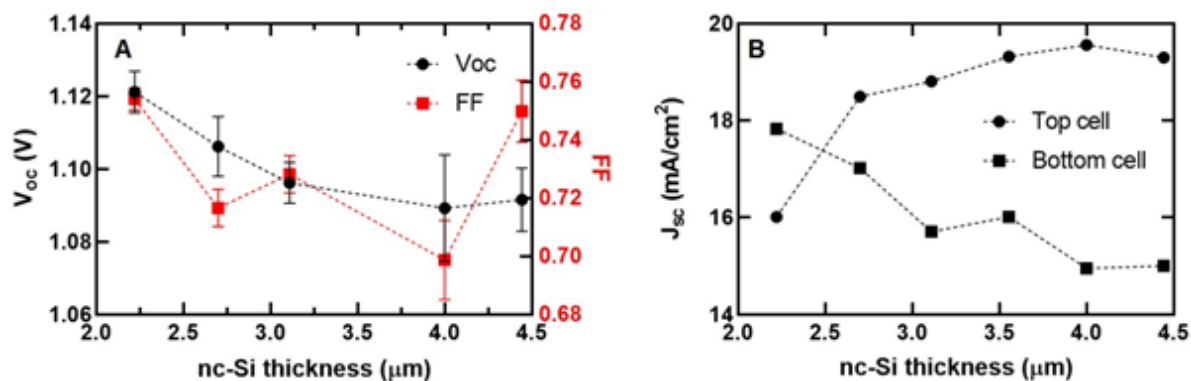 A
Voc
FF
1.14
1.12
1.10
1.08
1.06
V_oc (V)
0.78
0.76
0.74
0.72
0.70
0.68
FF
2.0 2.5 3.0 3.5 4.0 4.5
nc-Si thickness (μm)
B
Top cell
Bottom cell
20
18
16
14
J_sc (mA/cm²)
2.0 2.5 3.0 3.5 4.0 4.5
nc-Si thickness (μm)